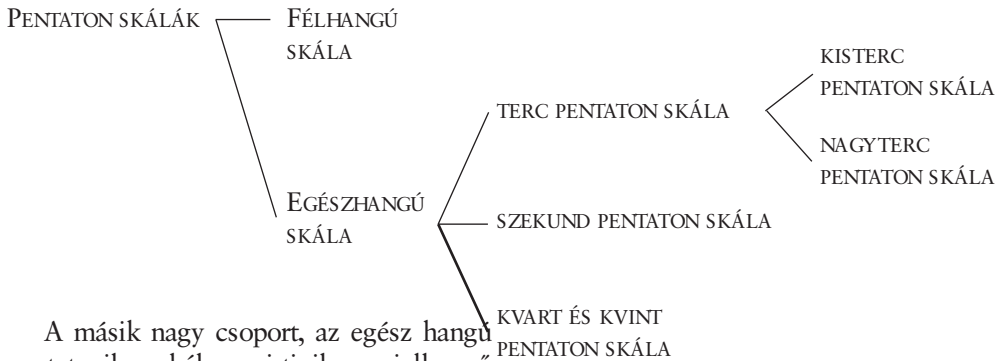 PENTATON SKÁLÁK
FÉLHANGÚ
SKÁLA
KISTERC
PENTATON SKÁLA
TERC PENTATON SKÁLA
NAGYTERC
PENTATON SKÁLA
EGÉSZHANGÚ
SKÁLA
SZEKUND PENTATON SKÁLA
KVART ÉS KVINT
PENTATON SKÁLA
A másik nagy csoport, az egész hangú